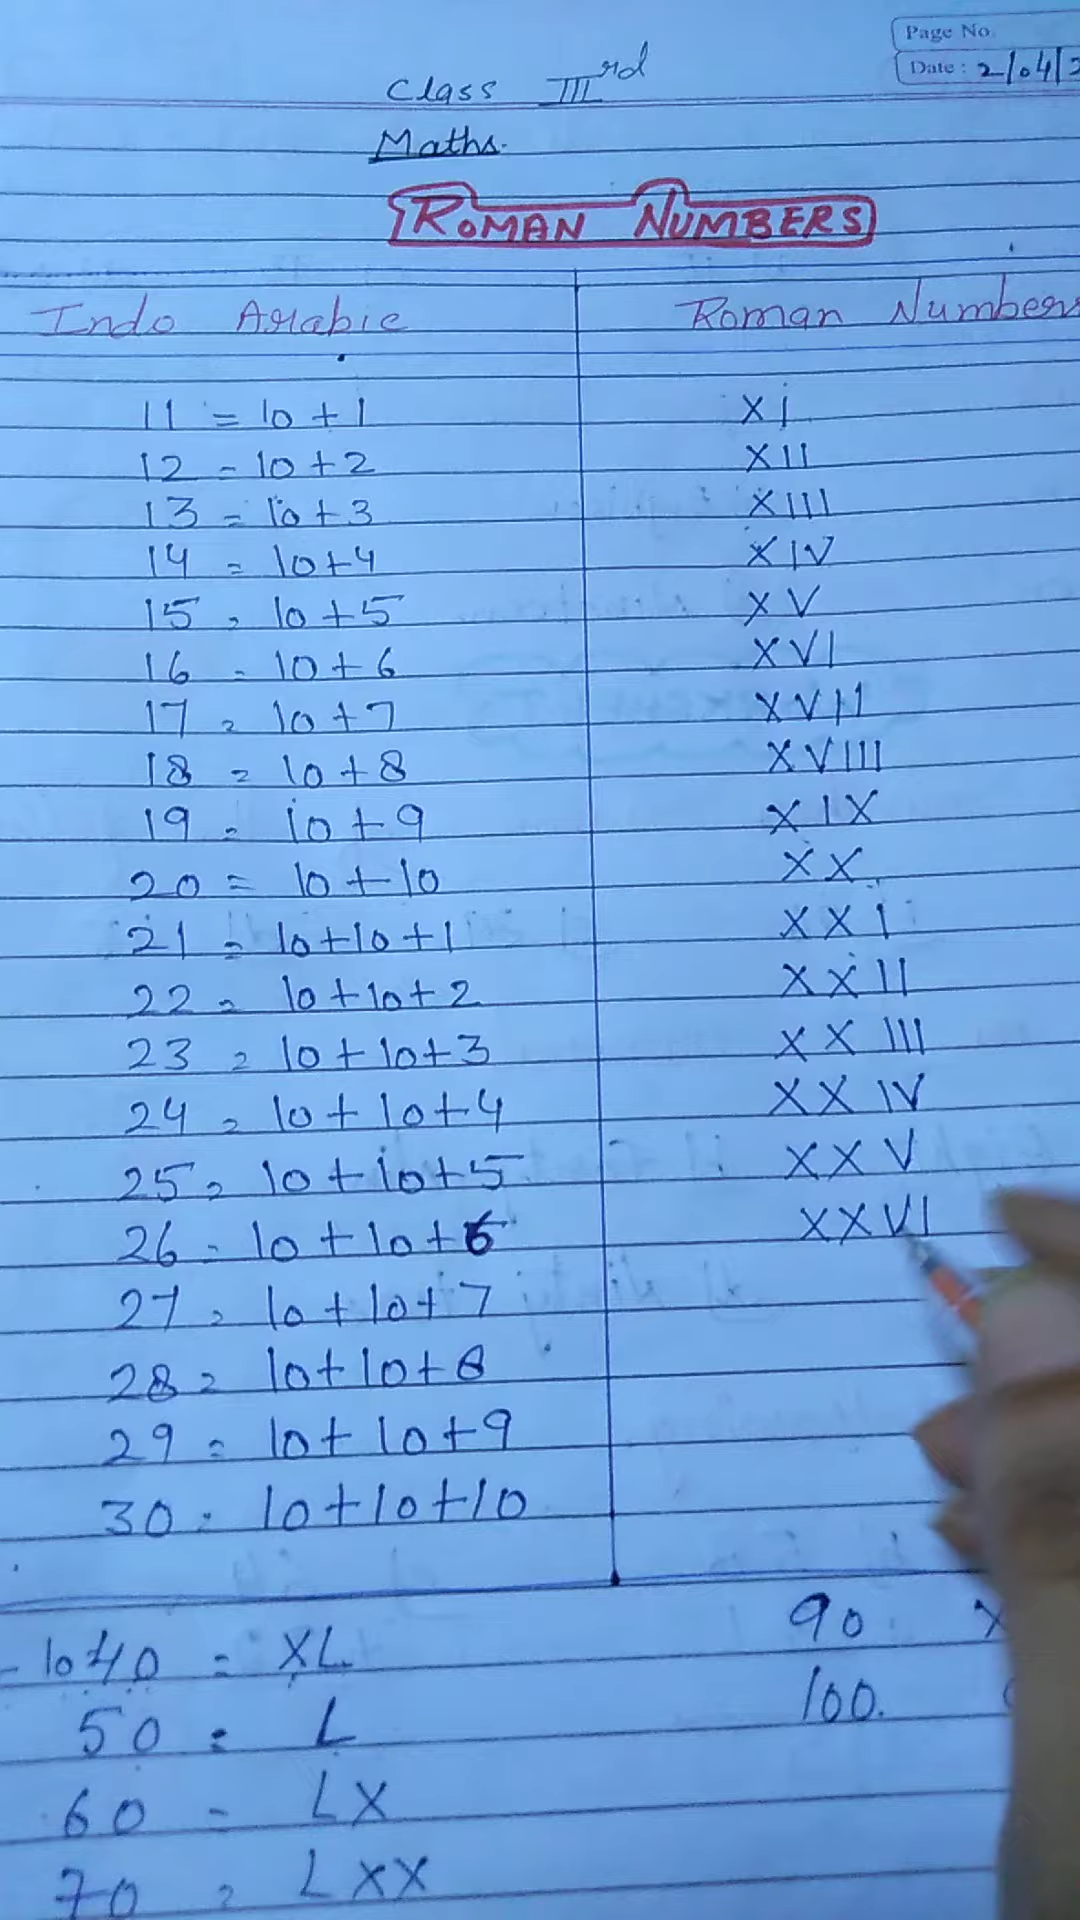 Page No.
Date: 2/04/2
Class IIIrd
Maths.
ROMAN NUMBERS
Indo Arabic Roman Numbers
11 = 10 + 1 XI
12 = 10 + 2 XII
13 = 10 + 3 XIII
14 = 10 + 4 XIV
15 = 10 + 5 XV
16 = 10 + 6 XVI
17 = 10 + 7 XVII
18 = 10 + 8 XVIII
19 = 10 + 9 XIX
20 = 10 + 10 XX
21 = 10 + 10 + 1 XXI
22 = 10 + 10 + 2 XXII
23 = 10 + 10 + 3 XXIII
24 = 10 + 10 + 4 XXIV
25 = 10 + 10 + 5 XXV
26 = 10 + 10 + 6 XXVI
27 = 10 + 10 + 7
28 = 10 + 10 + 8
29 = 10 + 10 + 9
30 = 10 + 10 + 10
40 = XL 90 X
50 = L 100.
60 = LX
70 = LXX